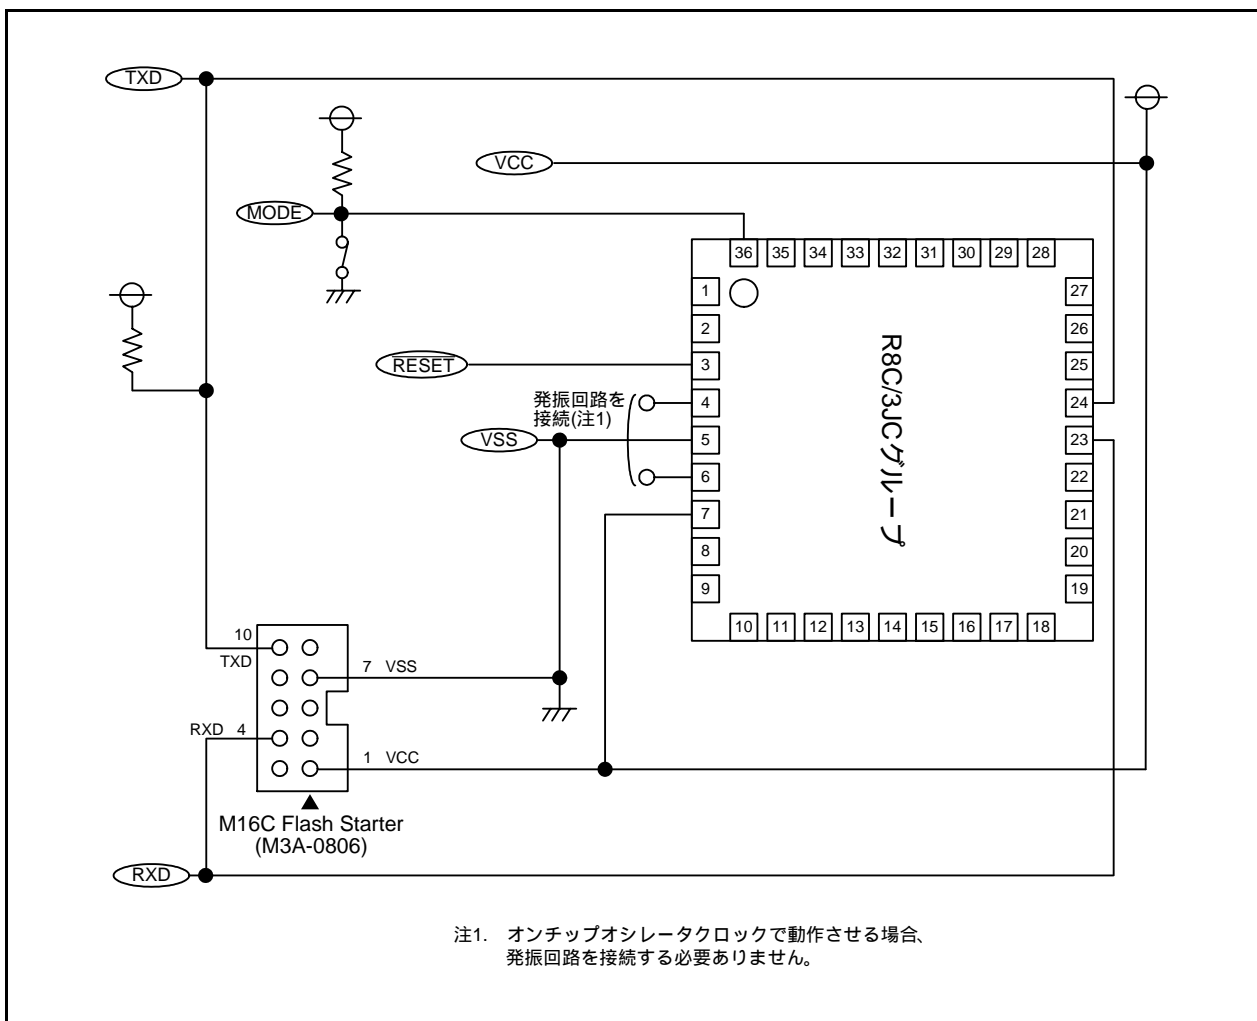 TXD
VCC
MODE
36 35 34 33 32 31 30 29 28
1
2
3
4
5
6
7
8
9
27
26
25
24
23
22
21
20
19
10 11 12 13 14 15 16 17 18
R8C/3JCグループ
RESET
発振回路を
接続(注1)
VSS
10
TXD
7 VSS
RXD 4
1 VCC
M16C Flash Starter
(M3A-0806)
RXD
注1. オンチップオシレータクロックで動作させる場合、
発振回路を接続する必要ありません。